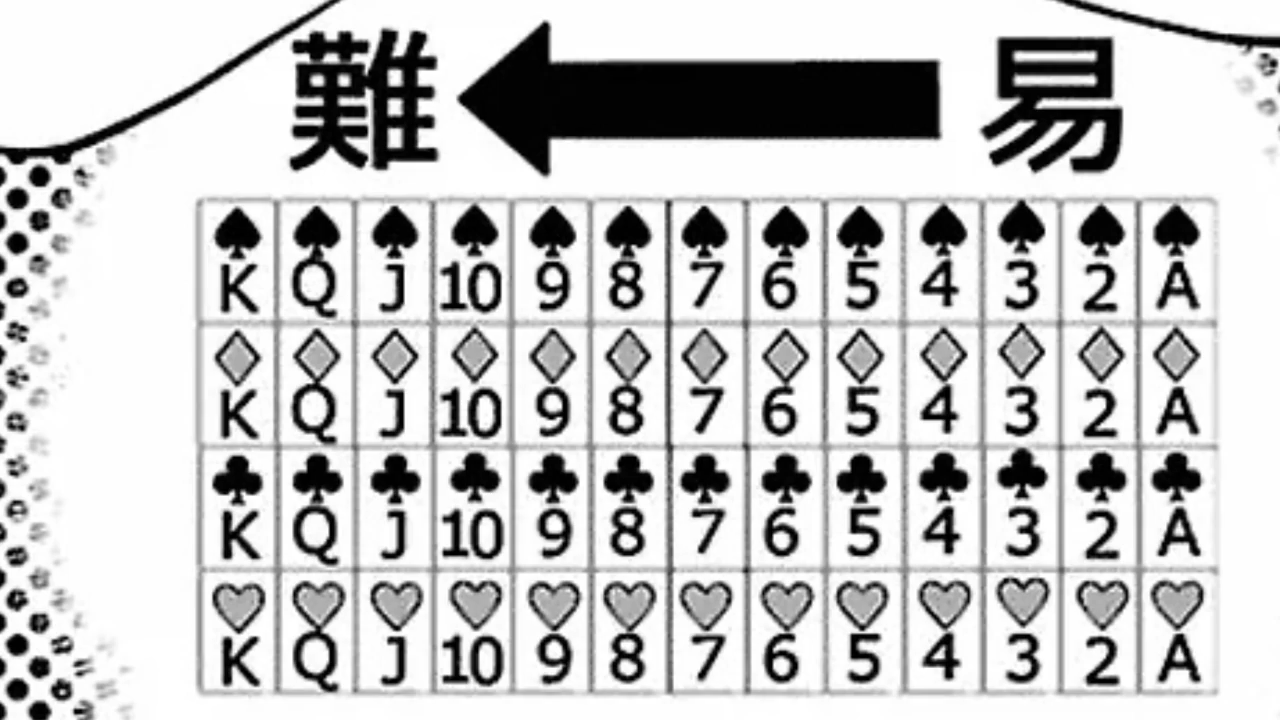 難 ← 易
♠K ♠Q ♠J ♠10 ♠9 ♠8 ♠7 ♠6 ♠5 ♠4 ♠3 ♠2 ♠A
♦K ♦Q ♦J ♦10 ♦9 ♦8 ♦7 ♦6 ♦5 ♦4 ♦3 ♦2 ♦A
♣K ♣Q ♣J ♣10 ♣9 ♣8 ♣7 ♣6 ♣5 ♣4 ♣3 ♣2 ♣A
♥K ♥Q ♥J ♥10 ♥9 ♥8 ♥7 ♥6 ♥5 ♥4 ♥3 ♥2 ♥A